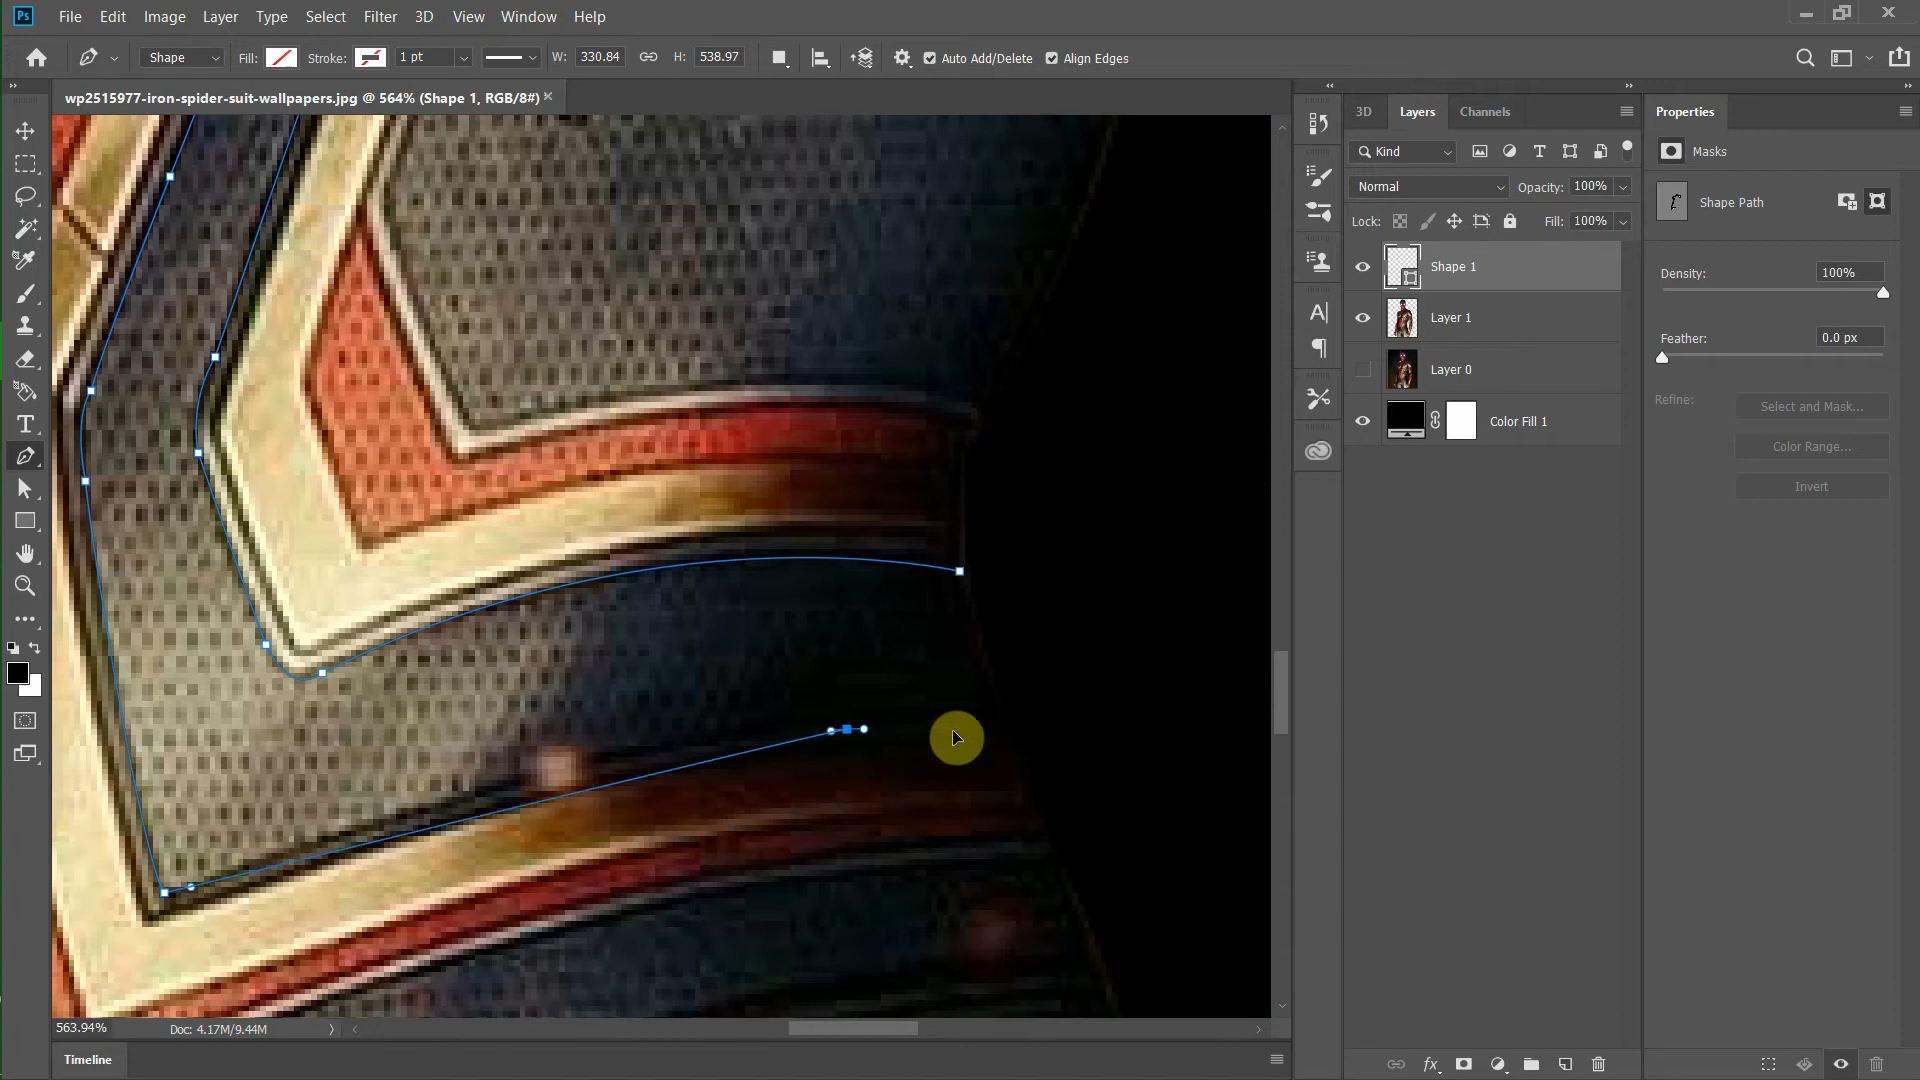 Ps File Edit Image Layer Type Select Filter 3D View Window Help
Shape Fill: Stroke: 1 pt W: 330.84 H: 538.97 Auto Add/Delete Align Edges
wp2515977-iron-spider-suit-wallpapers.jpg @ 564% (Shape 1, RGB/8#)
3D Layers Channels
Kind
Normal Opacity: 100%
Lock: Fill: 100%
Shape 1
Layer 1
Layer 0
Color Fill 1
Properties
Masks
Shape Path
Density: 100%
Feather: 0.0 px
Refine: Select and Mask...
Color Range...
Invert
563.94% Doc: 4.17M/9.44M
Timeline
fx